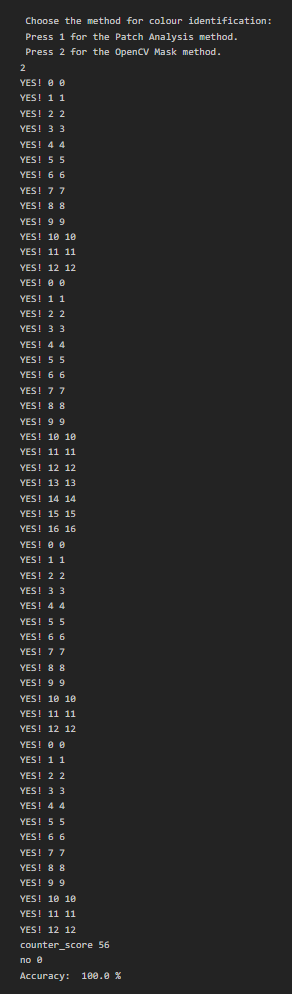 Choose the method for colour identification:
Press 1 for the Patch Analysis method.
Press 2 for the OpenCV Mask method.
2
YES! 0 0
YES! 1 1
YES! 2 2
YES! 3 3
YES! 4 4
YES! 5 5
YES! 6 6
YES! 7 7
YES! 8 8
YES! 9 9
YES! 10 10
YES! 11 11
YES! 12 12
YES! 0 0
YES! 1 1
YES! 2 2
YES! 3 3
YES! 4 4
YES! 5 5
YES! 6 6
YES! 7 7
YES! 8 8
YES! 9 9
YES! 10 10
YES! 11 11
YES! 12 12
YES! 13 13
YES! 14 14
YES! 15 15
YES! 16 16
YES! 0 0
YES! 1 1
YES! 2 2
YES! 3 3
YES! 4 4
YES! 5 5
YES! 6 6
YES! 7 7
YES! 8 8
YES! 9 9
YES! 10 10
YES! 11 11
YES! 12 12
YES! 0 0
YES! 1 1
YES! 2 2
YES! 3 3
YES! 4 4
YES! 5 5
YES! 6 6
YES! 7 7
YES! 8 8
YES! 9 9
YES! 10 10
YES! 11 11
YES! 12 12
counter_score 56
no 0
Accuracy:  100.0 %